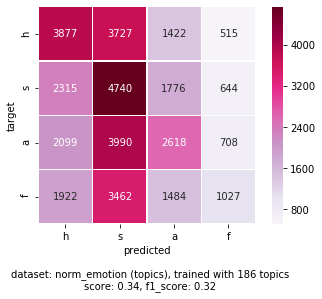 h 3877 3727 1422 515
s 2315 4740 1776 644
a 2099 3990 2618 708
f 1922 3462 1484 1027
h s a f
target
predicted
4000
3200
2400
1600
800
dataset: norm_emotion (topics), trained with 186 topics
score: 0.34, f1_score: 0.32